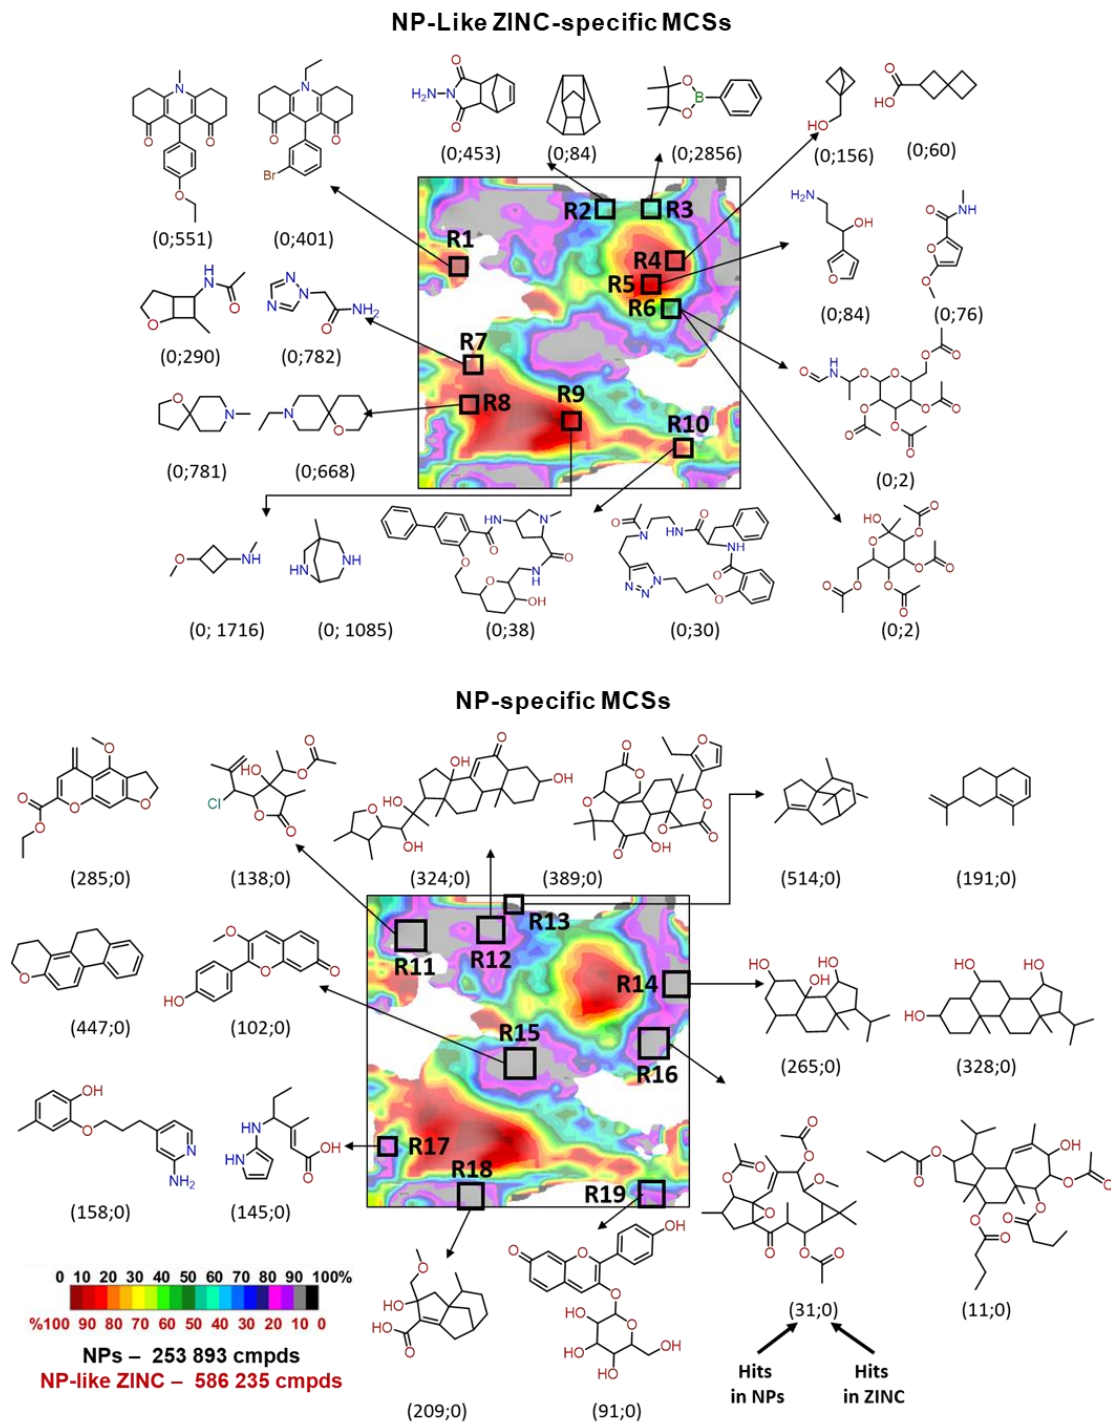 NP-Like ZINC-specific MCSs
(0;551)
(0;401)
(0;453)
(0;84)
(0;2856)
(0;156)
(0;60)
(0;84)
(0;76)
(0;290)
(0;782)
(0;781)
(0;668)
(0;2)
(0; 1716)
(0; 1085)
(0;38)
(0;30)
(0;2)
R1
R2
R3
R4
R5
R6
R7
R8
R9
R10
NP-specific MCSs
(285;0)
(138;0)
(324;0)
(389;0)
(514;0)
(191;0)
(447;0)
(102;0)
(265;0)
(328;0)
(158;0)
(145;0)
(31;0)
(11;0)
(209;0)
(91;0)
R11
R12
R13
R14
R15
R16
R17
R18
R19
0 10 20 30 40 50 60 70 80 90 100%
%100 90 80 70 60 50 40 30 20 10 0
NPs – 253 893 cmpds
NP-like ZINC – 586 235 cmpds
Hits
in NPs
Hits
in ZINC